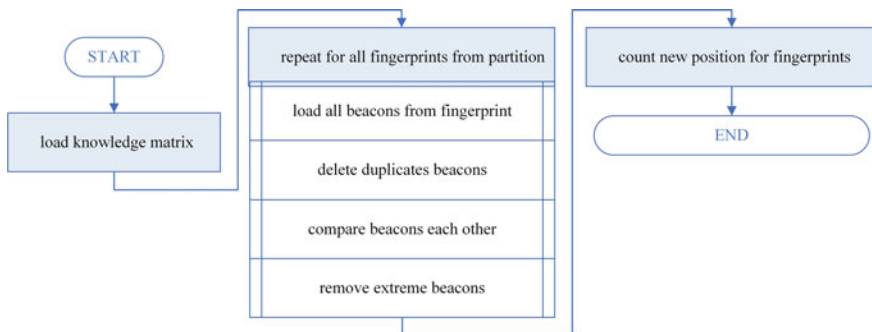 START
load knowledge matrix
repeat for all fingerprints from partition
load all beacons from fingerprint
delete duplicates beacons
compare beacons each other
remove extreme beacons
count new position for fingerprints
END